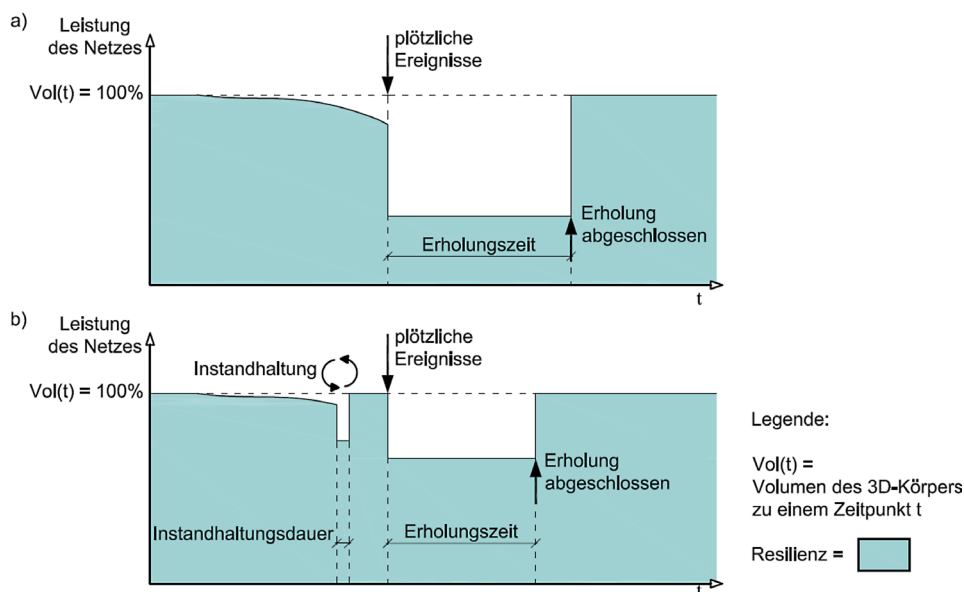 a)
Leistung
des Netzes
plötzliche
Ereignisse
Vol(t) = 100%
Erholung
abgeschlossen
Erholungszeit
t
b)
Leistung
des Netzes
plötzliche
Ereignisse
Instandhaltung
Vol(t) = 100%
Erholung
abgeschlossen
Instandhaltungsdauer
Erholungszeit
t
Legende:
Vol(t) =
Volumen des 3D-Körpers
zu einem Zeitpunkt t
Resilienz =